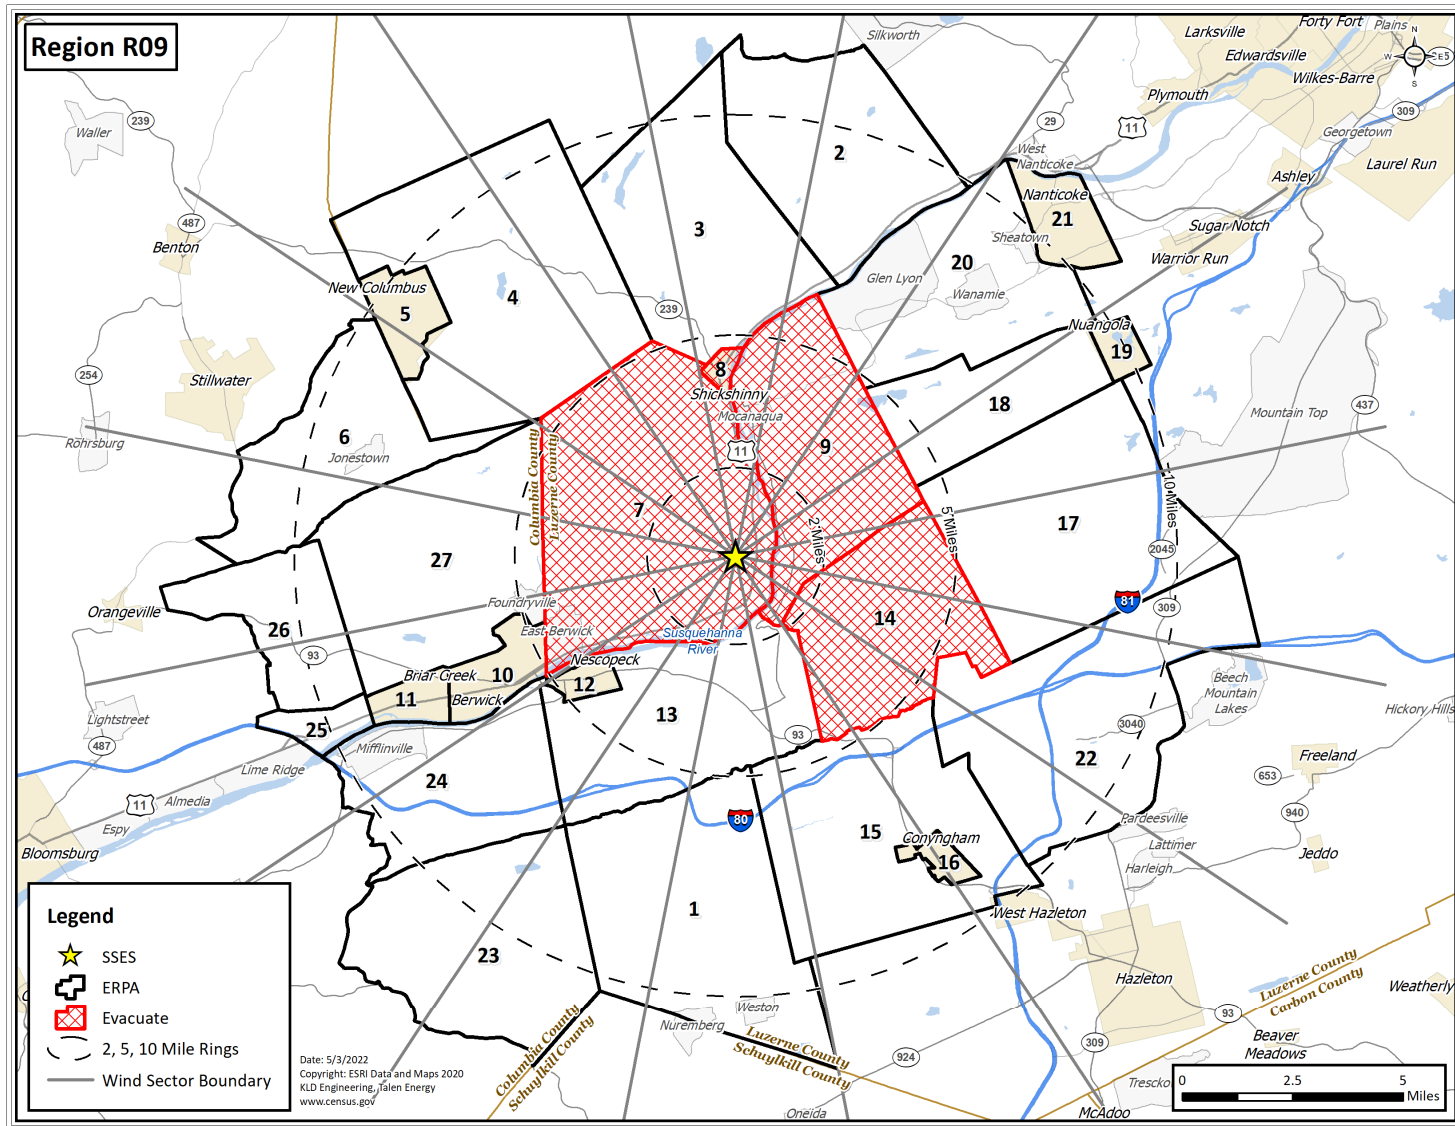 Region R09
Silkworth
Larksville
Forty Fort
Plains
Edwardsville
Wilkes-Barre
N
W
E
S
Plymouth
309
Georgetown
Laurel Run
Waller
239
29
11
West
Nanticoke
Ashley
2
Nanticoke
21
Sugar Notch
487
Benton
3
Sheatown
Warrior Run
20
Glen Lyon
Wanamie
New Columbus
5
4
239
Nuangola
19
254
Stillwater
8
Shickshinny
Mocanaqua
18
437
Mountain Top
Rohrsburg
6
Jonestown
Columbia County
Luzerne County
11
9
7
2 Miles
5 Miles
10 Miles
17
27
2045
Orangeville
Foundryville
81
309
26
East Berwick
14
Susquehanna
River
93
Nescopeck
Briar Creek
10
12
11
Berwick
Beech
Mountain
Lakes
Lightstreet
487
25
13
93
3040
Hickory Hills
Mifflinville
22
Freeland
Lime Ridge
24
653
11
Almedia
Espy
80
15
Pardeesville
940
Bloomsburg
Conyngham
16
Lattimer
Harleigh
Jeddo
1
West Hazleton
Legend
SSES
ERPA
Evacuate
2, 5, 10 Mile Rings
Wind Sector Boundary
23
Hazleton
Luzerne County
Carbon County
Weatherly
Date: 5/3/2022
Copyright: ESRI Data and Maps 2020
KLD Engineering, Talen Energy
www.census.gov
Columbia County
Schuylkill County
Nuremberg
Weston
Luzerne County
Schuylkill County
924
309
93
Beaver
Meadows
Tresckow
Oneida
McAdoo
0
2.5
5
Miles